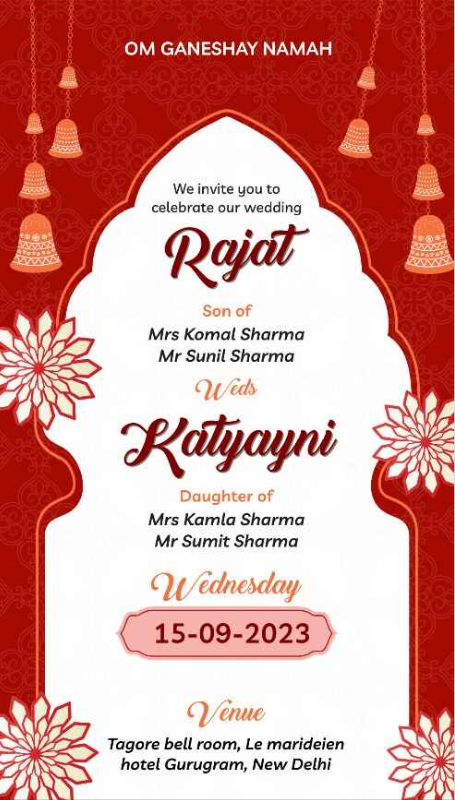 OM GANESHAY NAMAH
We invite you to
celebrate our wedding
Rajat
Son of
Mrs Komal Sharma
Mr Sunil Sharma
Weds
Katyayni
Daughter of
Mrs Kamla Sharma
Mr Sumit Sharma
Wednesday
15-09-2023
Venue
Tagore bell room, Le marideien
hotel Gurugram, New Delhi